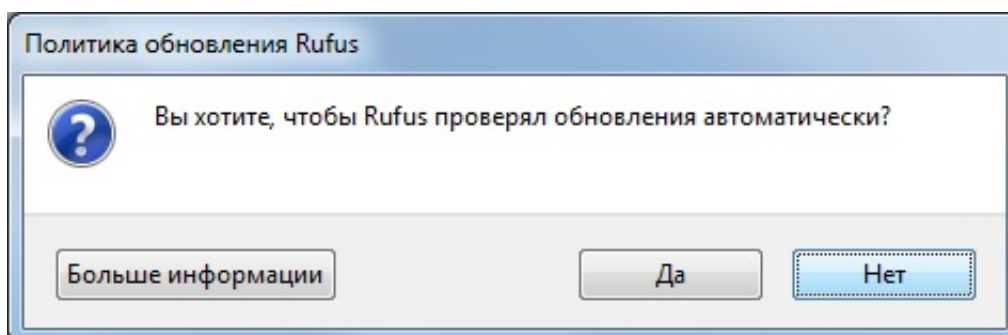 Политика обновления Rufus
Вы хотите, чтобы Rufus проверял обновления автоматически?
Больше информации
Да
Нет